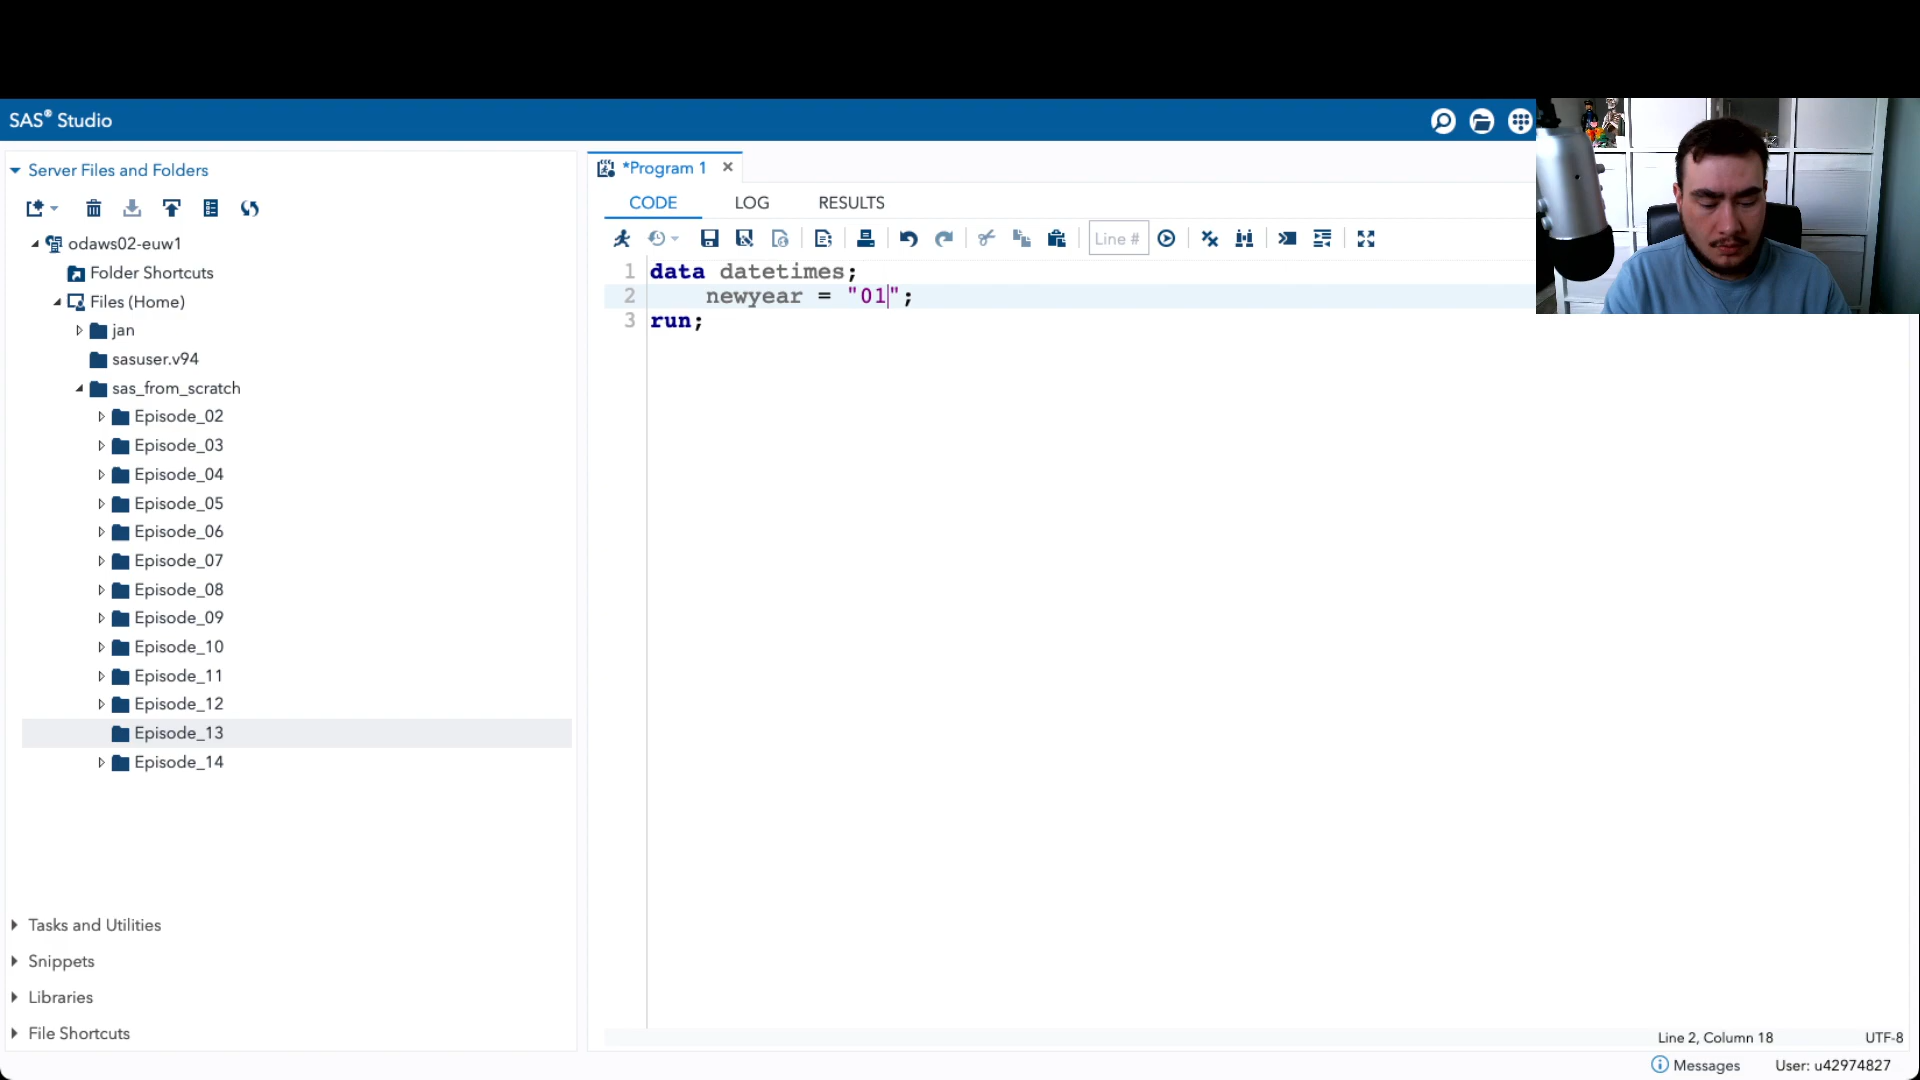 SAS® Studio
Server Files and Folders
odaws02-euw1
Folder Shortcuts
Files (Home)
jan
sasuser.v94
sas_from_scratch
Episode_02
Episode_03
Episode_04
Episode_05
Episode_06
Episode_07
Episode_08
Episode_09
Episode_10
Episode_11
Episode_12
Episode_13
Episode_14
Tasks and Utilities
Snippets
Libraries
File Shortcuts
*Program 1
CODE LOG RESULTS
Line #
1 data datetimes;
2 newyear = "01";
3 run;
Line 2, Column 18 UTF-8
Messages User: u42974827